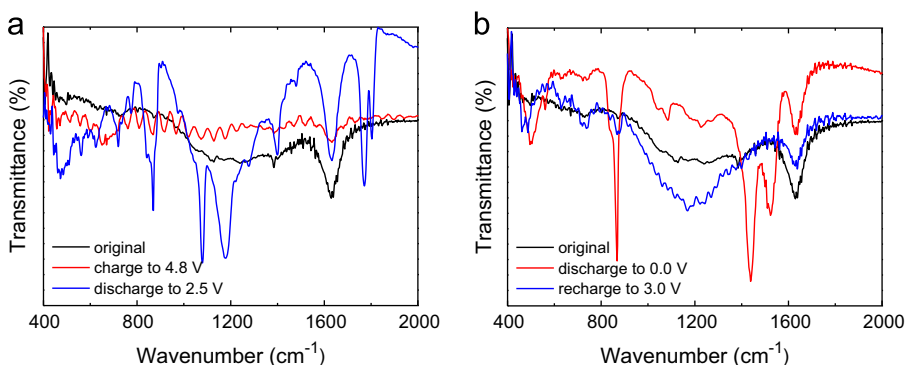 a
Transmittance (%)
original
charge to 4.8 V
discharge to 2.5 V
400 800 1200 1600 2000
Wavenumber (cm⁻¹)
b
Transmittance (%)
original
discharge to 0.0 V
recharge to 3.0 V
400 800 1200 1600 2000
Wavenumber (cm⁻¹)